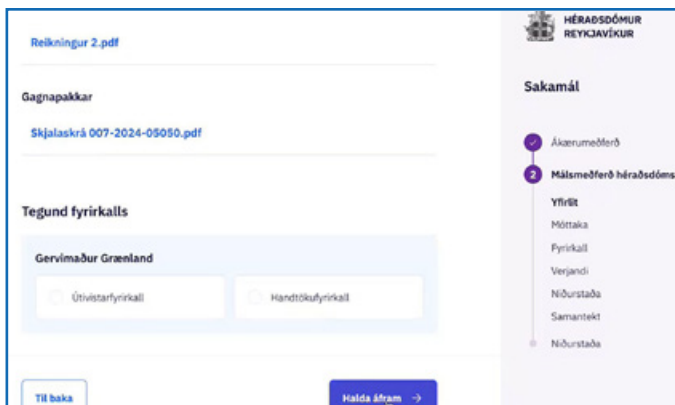 Reikningur 2.pdf
Gagnapakkar
Skjalaskrá 007-2024-05050.pdf
Tegund fyrirkalls
Gervimaður Grænland
Útivistarfyrirkall
Handtökufyrirkall
Til baka
Halda áfram →
HÉRAÐSDÓMUR
REYKJAVÍKUR
Sakamál
Ákærumeðferð
2 Málsmeðferð héraðsdóms
Yfirlit
Móttaka
Fyrirkall
Verjandi
Niðurstaða
Samantekt
Niðurstaða